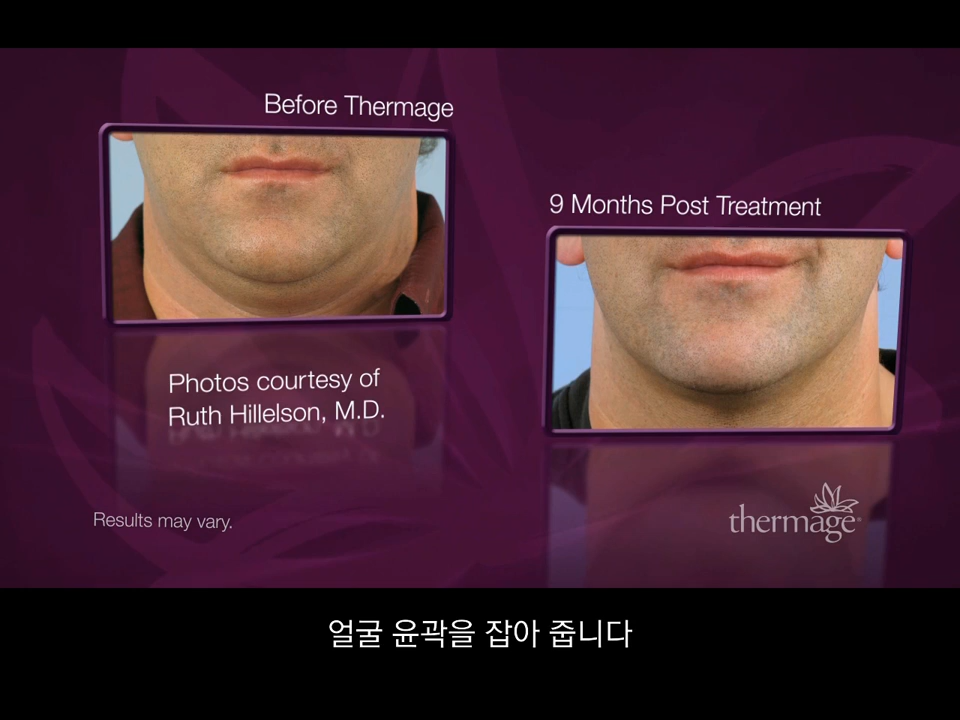 Before Thermage
9 Months Post Treatment
Photos courtesy of
Ruth Hillelson, M.D.
Results may vary.
thermage®
얼굴 윤곽을 잡아 줍니다